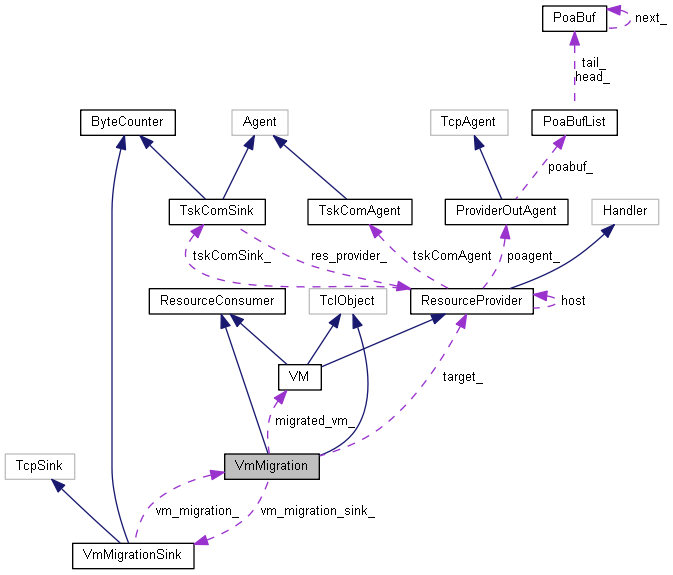 PoaBuf
next_
tail_
head_
ByteCounter
Agent
TcpAgent
PoaBufList
poabuf_
TskComSink
TskComAgent
ProviderOutAgent
Handler
tskComSink_
res_provider_
tskComAgent
poagent_
ResourceConsumer
TclObject
ResourceProvider
host
VM
target_
migrated_vm_
TcpSink
VmMigration
vm_migration_
vm_migration_sink_
VmMigrationSink